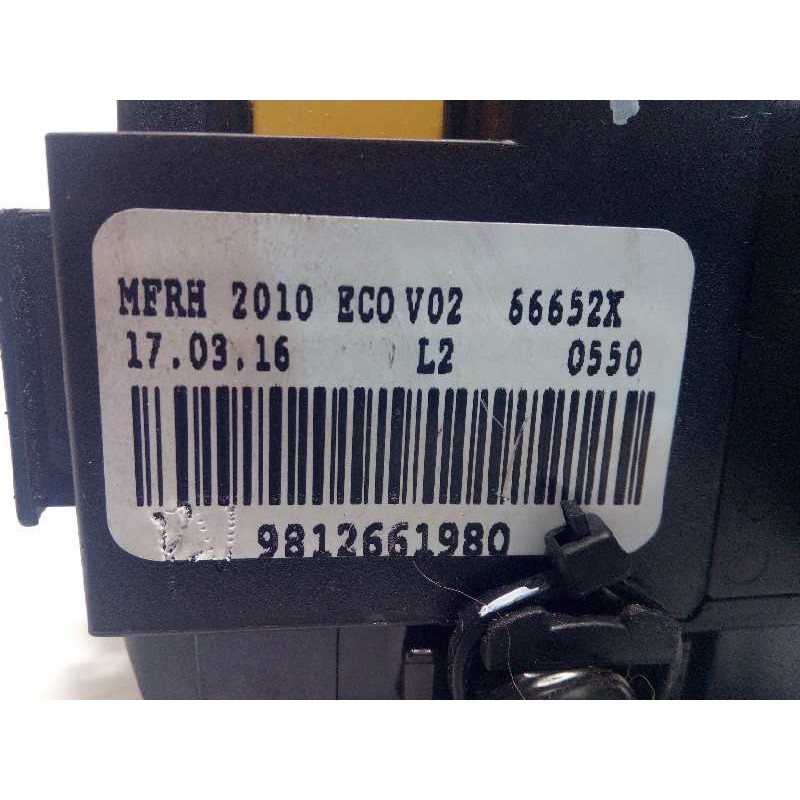 MFRH 2010 ECO V02 66652X
17.03.16 L2 0550
9812661980